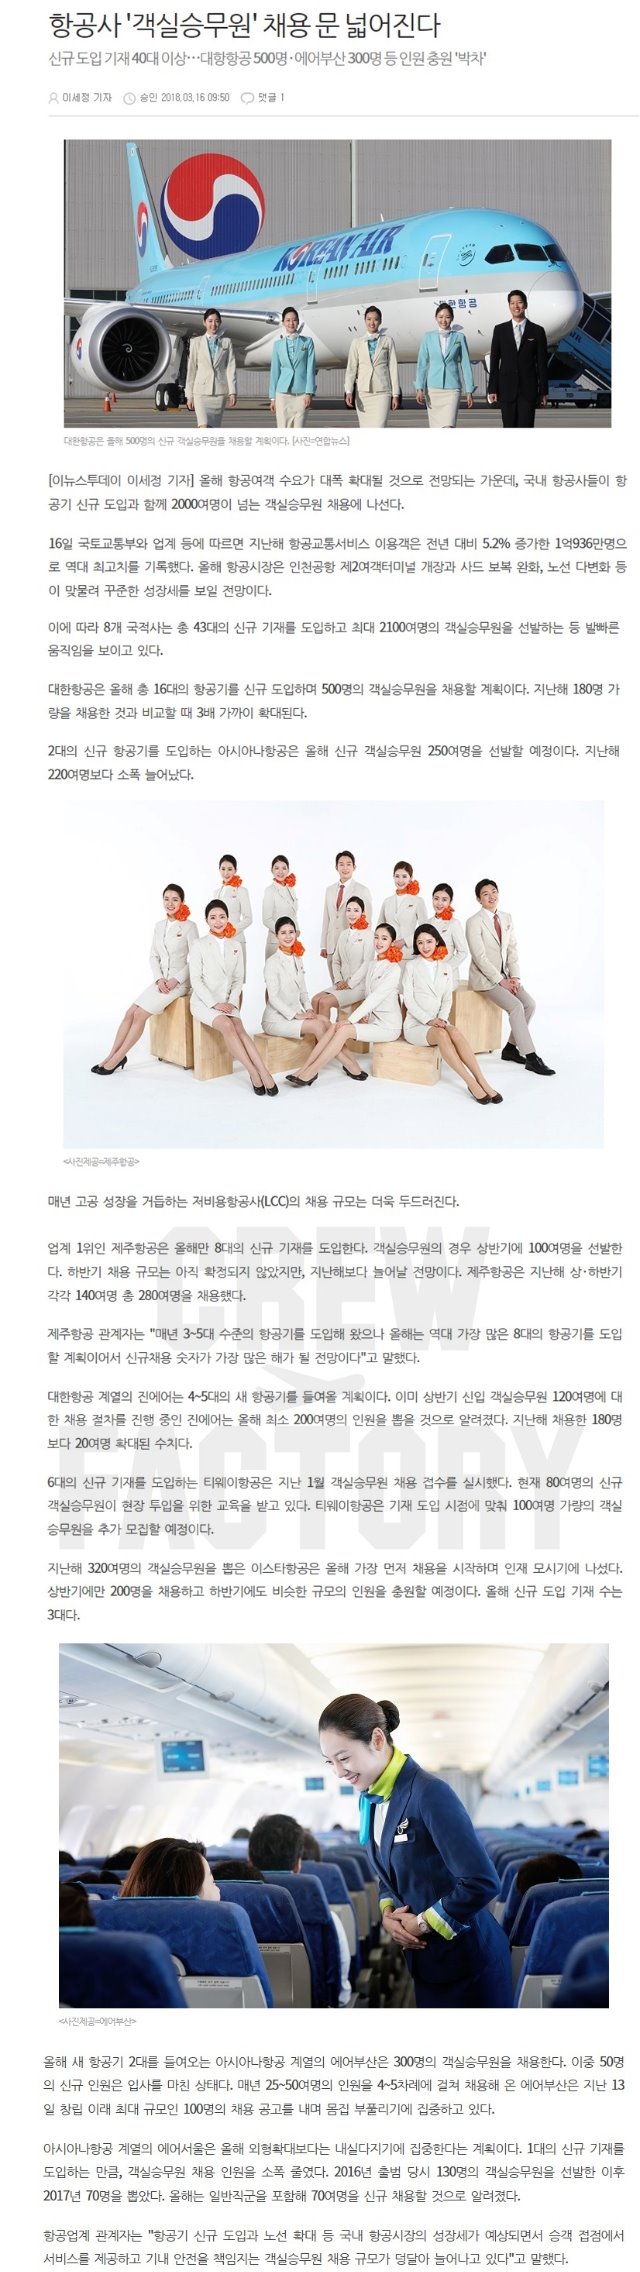 항공사 '객실승무원' 채용 문 넓어진다
신규 도입 기재 40대 이상…대항항공 500명·에어부산 300명 등 인원 충원 '박차'
이세정 기자 승인 2018.03.16 09:50 댓글 1
KOREAN AIR
대한항공
대한항공은 올해 500명의 신규 객실승무원을 채용할 계획이다. [사진=연합뉴스]
[이뉴스투데이 이세정 기자] 올해 항공여객 수요가 대폭 확대될 것으로 전망되는 가운데, 국내 항공사들이 항
공기 신규 도입과 함께 2000여명이 넘는 객실승무원 채용에 나선다.
16일 국토교통부와 업계 등에 따르면 지난해 항공교통서비스 이용객은 전년 대비 5.2% 증가한 1억936만명으
로 역대 최고치를 기록했다. 올해 항공시장은 인천공항 제2여객터미널 개장과 사드 보복 완화, 노선 다변화 등
이 맞물려 꾸준한 성장세를 보일 전망이다.
이에 따라 8개 국적사는 총 43대의 신규 기재를 도입하고 최대 2100여명의 객실승무원을 선발하는 등 발빠른
움직임을 보이고 있다.
대한항공은 올해 총 16대의 항공기를 신규 도입하며 500명의 객실승무원을 채용할 계획이다. 지난해 180명 가
량을 채용한 것과 비교할 때 3배 가까이 확대된다.
2대의 신규 항공기를 도입하는 아시아나항공은 올해 신규 객실승무원 250여명을 선발할 예정이다. 지난해
220여명보다 소폭 늘어났다.
<사진제공=제주항공>
매년 고공 성장을 거듭하는 저비용항공사(LCC)의 채용 규모는 더욱 두드러진다.
업계 1위인 제주항공은 올해만 8대의 신규 기재를 도입한다. 객실승무원의 경우 상반기에 100여명을 선발한
다. 하반기 채용 규모는 아직 확정되지 않았지만, 지난해보다 늘어날 전망이다. 제주항공은 지난해 상·하반기
각각 140여명 총 280여명을 채용했다.
CREW
제주항공 관계자는 "매년 3~5대 수준의 항공기를 도입해 왔으나 올해는 역대 가장 많은 8대의 항공기를 도입
할 계획이어서 신규채용 숫자가 가장 많은 해가 될 전망이다"고 말했다.
대한항공 계열의 진에어는 4~5대의 새 항공기를 들여올 계획이다. 이미 상반기 신입 객실승무원 120여명에 대
한 채용 절차를 진행 중인 진에어는 올해 최소 200여명의 인원을 뽑을 것으로 알려졌다. 지난해 채용한 180명
보다 20여명 확대된 수치다.
FACTORY
6대의 신규 기재를 도입하는 티웨이항공은 지난 1월 객실승무원 채용 접수를 실시했다. 현재 80여명의 신규
객실승무원이 현장 투입을 위한 교육을 받고 있다. 티웨이항공은 기재 도입 시점에 맞춰 100여명 가량의 객실
승무원을 추가 모집할 예정이다.
지난해 320여명의 객실승무원을 뽑은 이스타항공은 올해 가장 먼저 채용을 시작하며 인재 모시기에 나섰다.
상반기에만 200명을 채용하고 하반기에도 비슷한 규모의 인원을 충원할 예정이다. 올해 신규 도입 기재 수는
3대다.
<사진제공=에어부산>
올해 새 항공기 2대를 들여오는 아시아나항공 계열의 에어부산은 300명의 객실승무원을 채용한다. 이중 50명
의 신규 인원은 입사를 마친 상태다. 매년 25~50여명의 인원을 4~5차례에 걸쳐 채용해 온 에어부산은 지난 13
일 창립 이래 최대 규모인 100명의 채용 공고를 내며 몸집 부풀리기에 집중하고 있다.
아시아나항공 계열의 에어서울은 올해 외형확대보다는 내실다지기에 집중한다는 계획이다. 1대의 신규 기재를
도입하는 만큼, 객실승무원 채용 인원을 소폭 줄였다. 2016년 출범 당시 130명의 객실승무원을 선발한 이후
2017년 70명을 뽑았다. 올해는 일반직군을 포함해 70여명을 신규 채용할 것으로 알려졌다.
항공업계 관계자는 "항공기 신규 도입과 노선 확대 등 국내 항공시장의 성장세가 예상되면서 승객 접점에서
서비스를 제공하고 기내 안전을 책임지는 객실승무원 채용 규모가 덩달아 늘어나고 있다"고 말했다.